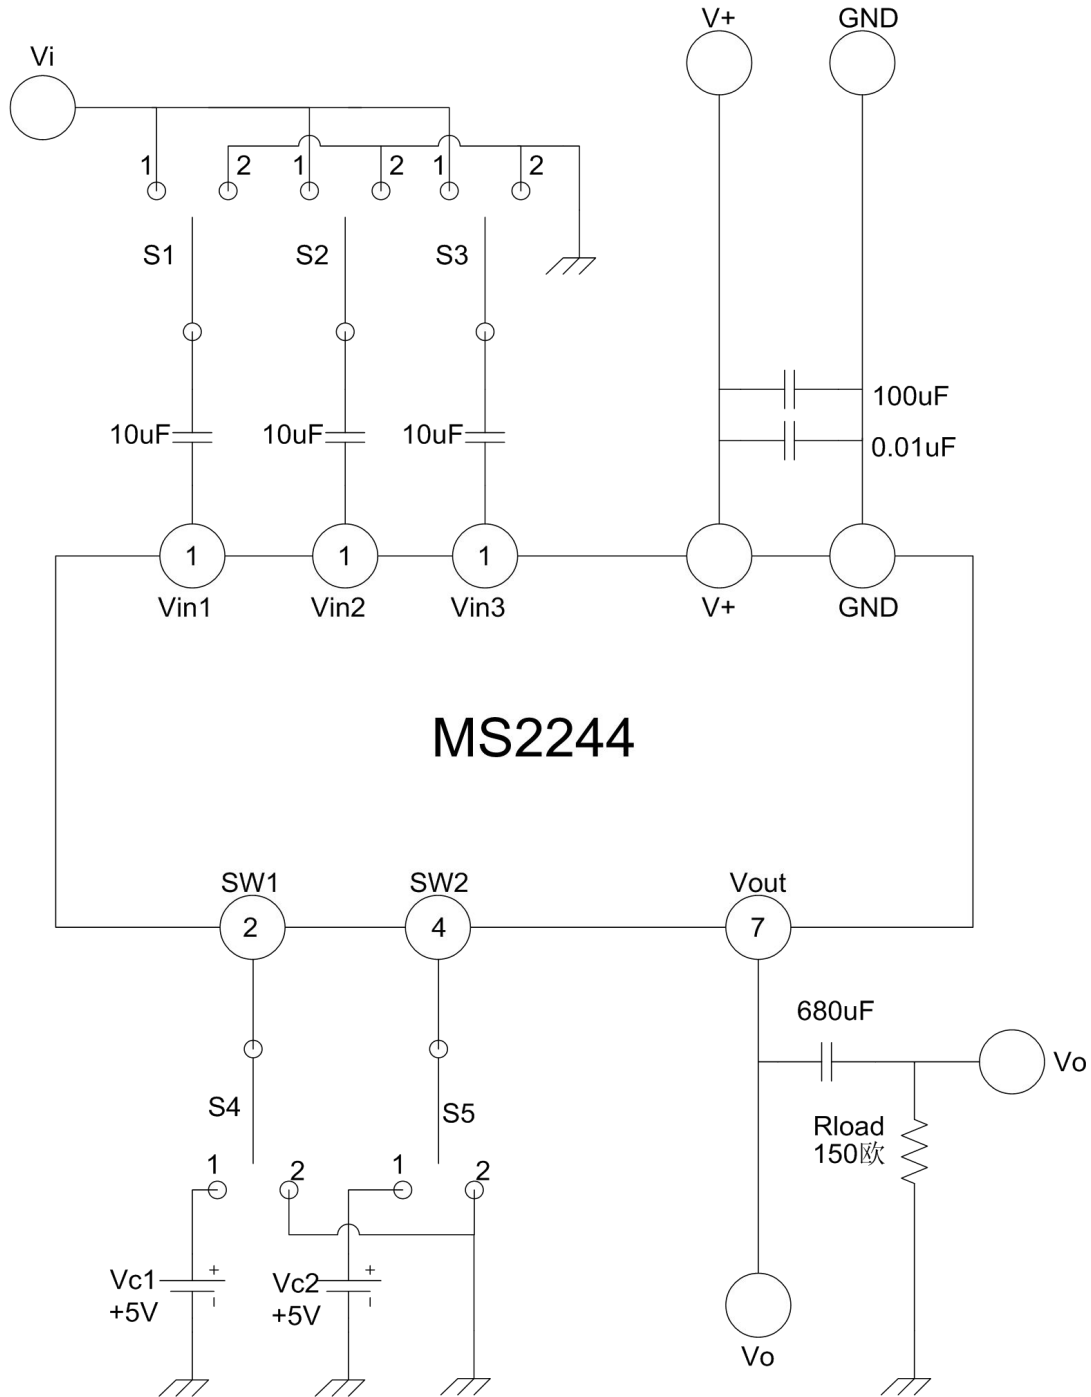 V+ GND
Vi
1 2 1 2 1 2
S1 S2 S3
100uF
10uF 10uF 10uF
0.01uF
1 1 1
Vin1 Vin2 Vin3 V+ GND
MS2244
SW1 SW2 Vout
2 4 7
680uF
Vo
S4 S5
Rload
150欧
1 2 1 2
+ +
Vc1 Vc2
+5V +5V
Vo